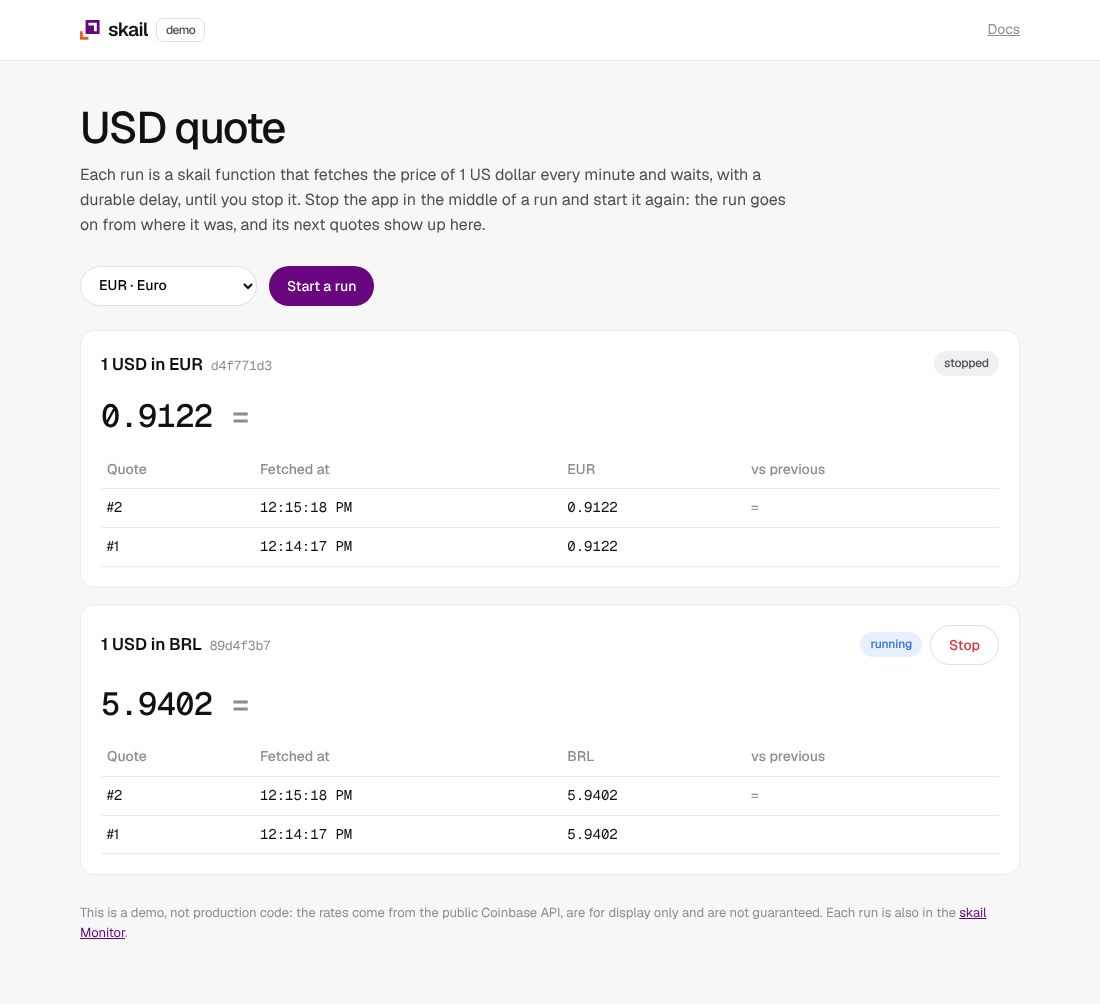 skail demo Docs
USD quote
Each run is a skail function that fetches the price of 1 US dollar every minute and waits, with a
durable delay, until you stop it. Stop the app in the middle of a run and start it again: the run goes
on from where it was, and its next quotes show up here.
EUR · Euro Start a run
1 USD in EUR d4f771d3 stopped
0.9122 =
Quote Fetched at EUR vs previous
#2 12:15:18 PM 0.9122 =
#1 12:14:17 PM 0.9122
1 USD in BRL 89d4f3b7 running Stop
5.9402 =
Quote Fetched at BRL vs previous
#2 12:15:18 PM 5.9402 =
#1 12:14:17 PM 5.9402
This is a demo, not production code: the rates come from the public Coinbase API, are for display only and are not guaranteed. Each run is also in the skail
Monitor.